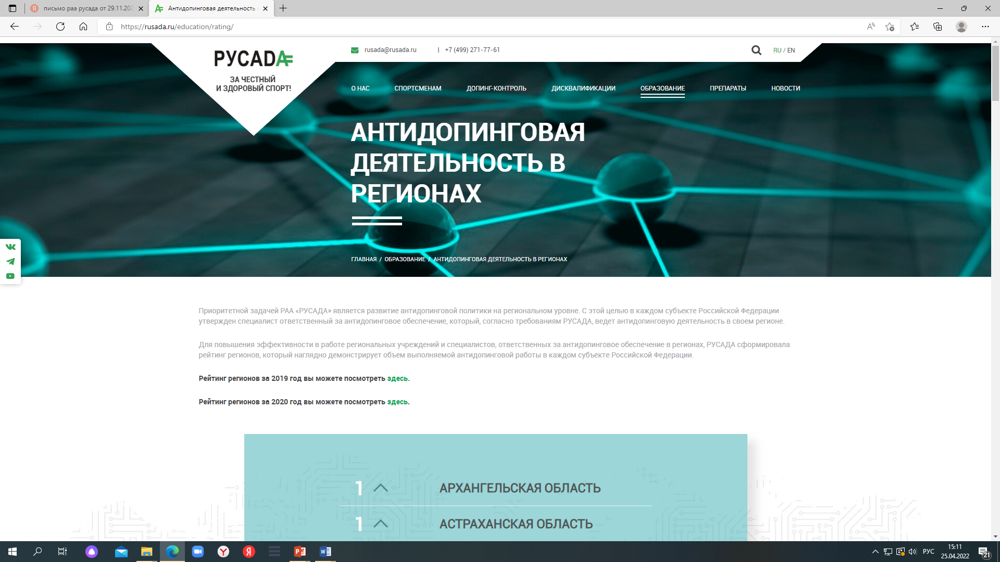 письмо раа русада от 29.11.202
Антидопинговая деятельность
https://rusada.ru/education/rating/
РУСАДА
ЗА ЧЕСТНЫЙ
И ЗДОРОВЫЙ СПОРТ!
rusada@rusada.ru | +7 (499) 271-77-61
RU / EN
О НАС СПОРТСМЕНАМ ДОПИНГ-КОНТРОЛЬ ДИСКВАЛИФИКАЦИИ ОБРАЗОВАНИЕ ПРЕПАРАТЫ НОВОСТИ
АНТИДОПИНГОВАЯ
ДЕЯТЕЛЬНОСТЬ В
РЕГИОНАХ
ГЛАВНАЯ / ОБРАЗОВАНИЕ / АНТИДОПИНГОВАЯ ДЕЯТЕЛЬНОСТЬ В РЕГИОНАХ
Приоритетной задачей РАА «РУСАДА» является развитие антидопинговой политики на региональном уровне. С этой целью в каждом субъекте Российской Федерации
утвержден специалист ответственный за антидопинговое обеспечение, который, согласно требованиям РУСАДА, ведет антидопинговую деятельность в своем регионе.
Для повышения эффективности в работе региональных учреждений и специалистов, ответственных за антидопинговое обеспечение в регионах, РУСАДА сформировала
рейтинг регионов, который наглядно демонстрирует объем выполняемой антидопинговой работы в каждом субъекте Российской Федерации.
Рейтинг регионов за 2019 год вы можете посмотреть здесь.
Рейтинг регионов за 2020 год вы можете посмотреть здесь.
1 АРХАНГЕЛЬСКАЯ ОБЛАСТЬ
1 АСТРАХАНСКАЯ ОБЛАСТЬ
РУС
15:11
25.04.2022
21